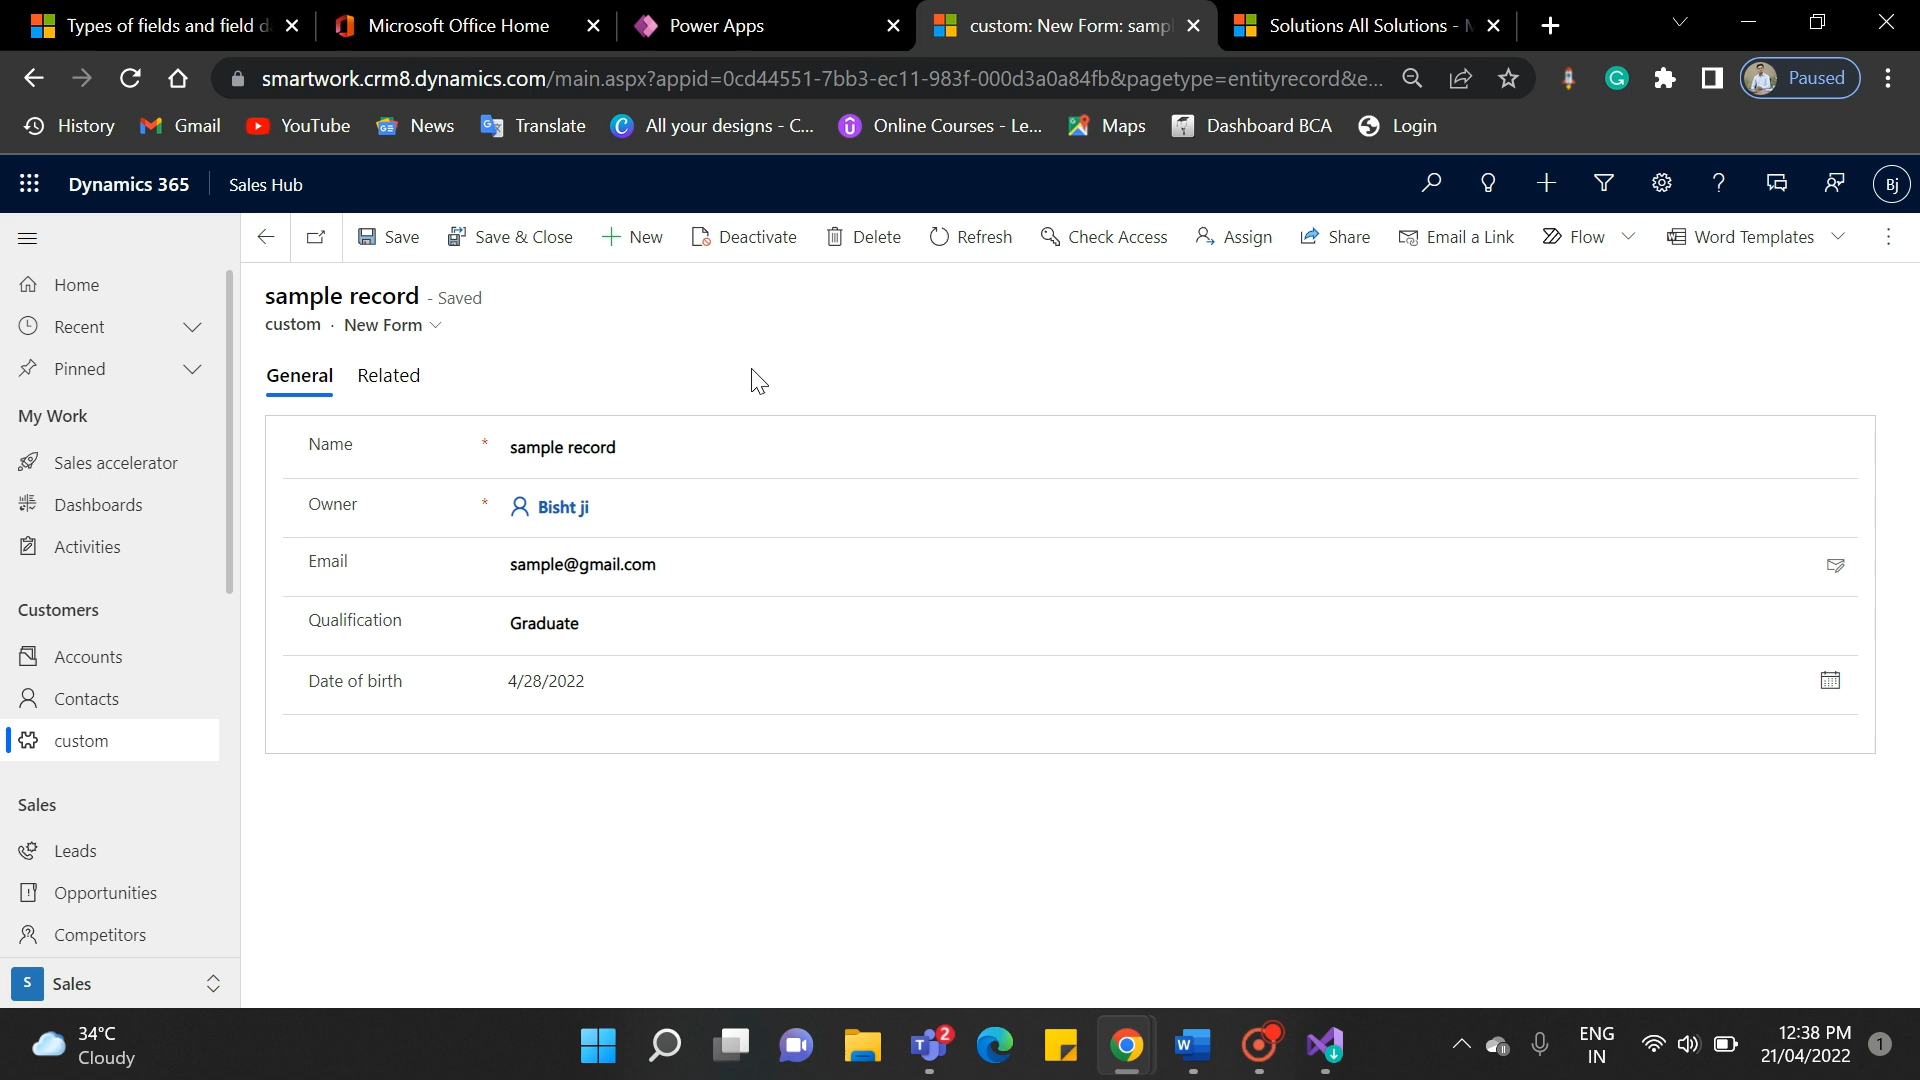 Types of fields and field d
Microsoft Office Home
Power Apps
custom: New Form: samp
Solutions All Solutions -
smartwork.crm8.dynamics.com/main.aspx?appid=0cd44551-7bb3-ec11-983f-000d3a0a84fb&pagetype=entityrecord&e...
Paused
History
Gmail
YouTube
News
Translate
All your designs - C...
Online Courses - Le...
Maps
Dashboard BCA
Login
Dynamics 365
Sales Hub
Bj
Save
Save & Close
New
Deactivate
Delete
Refresh
Check Access
Assign
Share
Email a Link
Flow
Word Templates
Home
Recent
Pinned
My Work
Sales accelerator
Dashboards
Activities
Customers
Accounts
Contacts
custom
Sales
Leads
Opportunities
Competitors
S Sales
sample record - Saved
custom · New Form
General Related
Name * sample record
Owner * Bisht ji
Email sample@gmail.com
Qualification Graduate
Date of birth 4/28/2022
34°C
Cloudy
2
ENG
IN
12:38 PM
21/04/2022
1